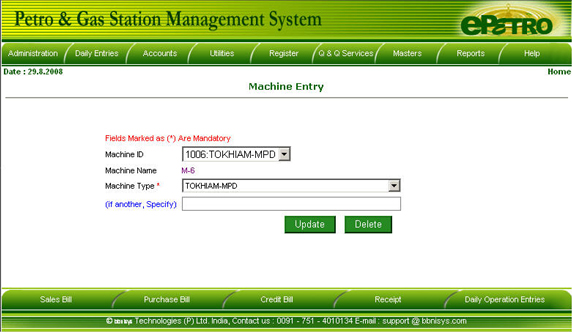 Petro & Gas Station Management System
ePETRO
Administration Daily Entries Accounts Utilities Register Q & Q Services Masters Reports Help
Date : 29.8.2008 Home
Machine Entry
Fields Marked as (*) Are Mandatory
Machine ID 1006:TOKHIAM-MPD
Machine Name M-6
Machine Type * TOKHIAM-MPD
(if another, Specify)
Update Delete
Sales Bill Purchase Bill Credit Bill Receipt Daily Operation Entries
© bbnisys Technologies (P) Ltd. India, Contact us : 0091 - 751 - 4010134 E-mail : support @ bbnisys.com